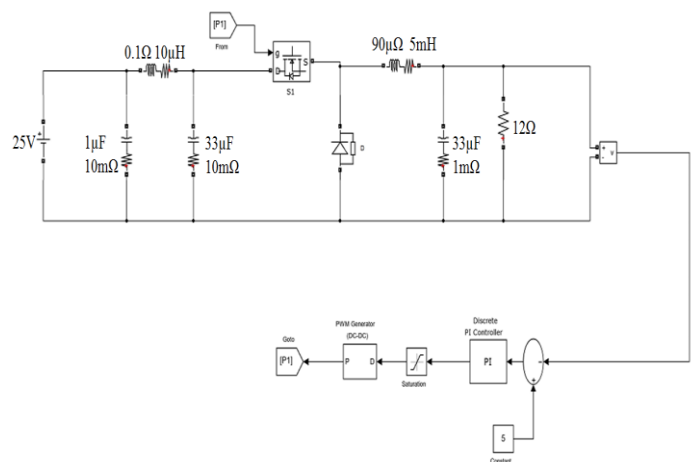 [P1]
From
0.1Ω 10μH
g
D
S
S1
90μΩ 5mH
25V
+
1μF
10mΩ
33μF
10mΩ
D
33μF
1mΩ
12Ω
+
-
v
Goto
[P1]
PWM Generator
(DC-DC)
P
D
Saturation
Discrete
PI Controller
PI
-
+
5
Constant